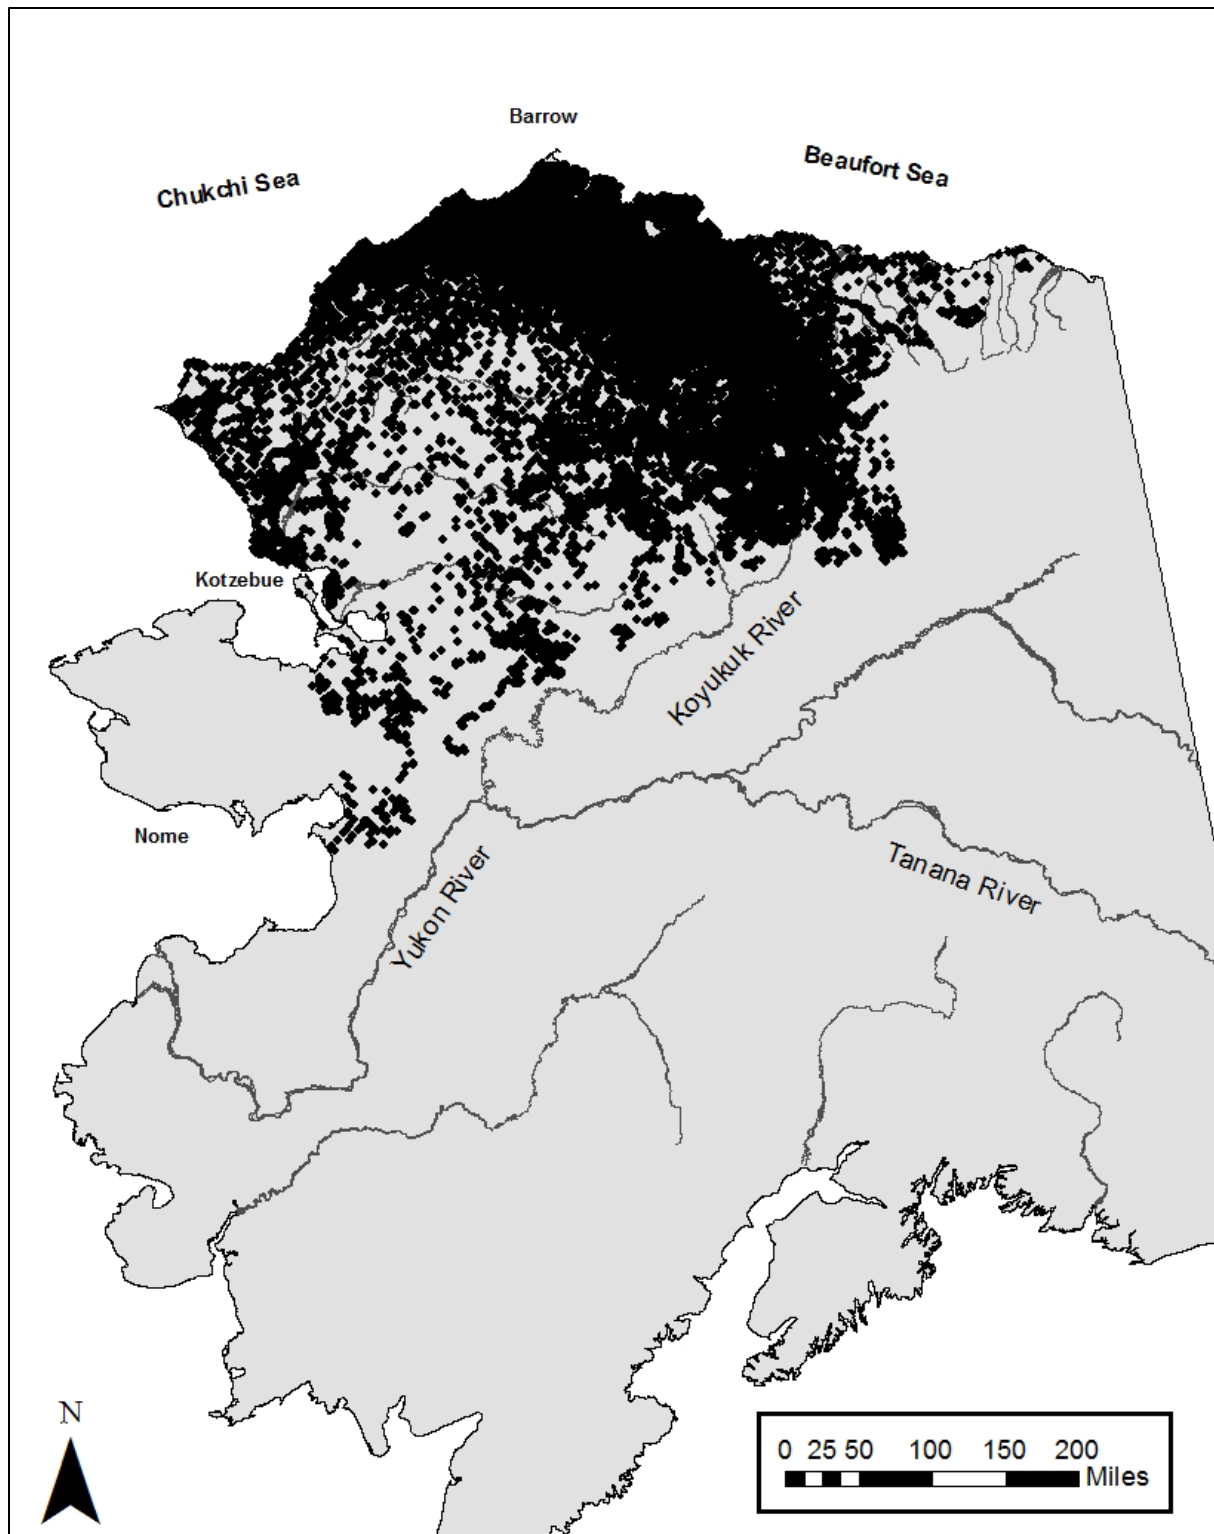 Barrow
Chukchi Sea
Beaufort Sea
Kotzebue
Koyukuk River
Nome
Yukon River
Tanana River
N
0 25 50 100 150 200
Miles